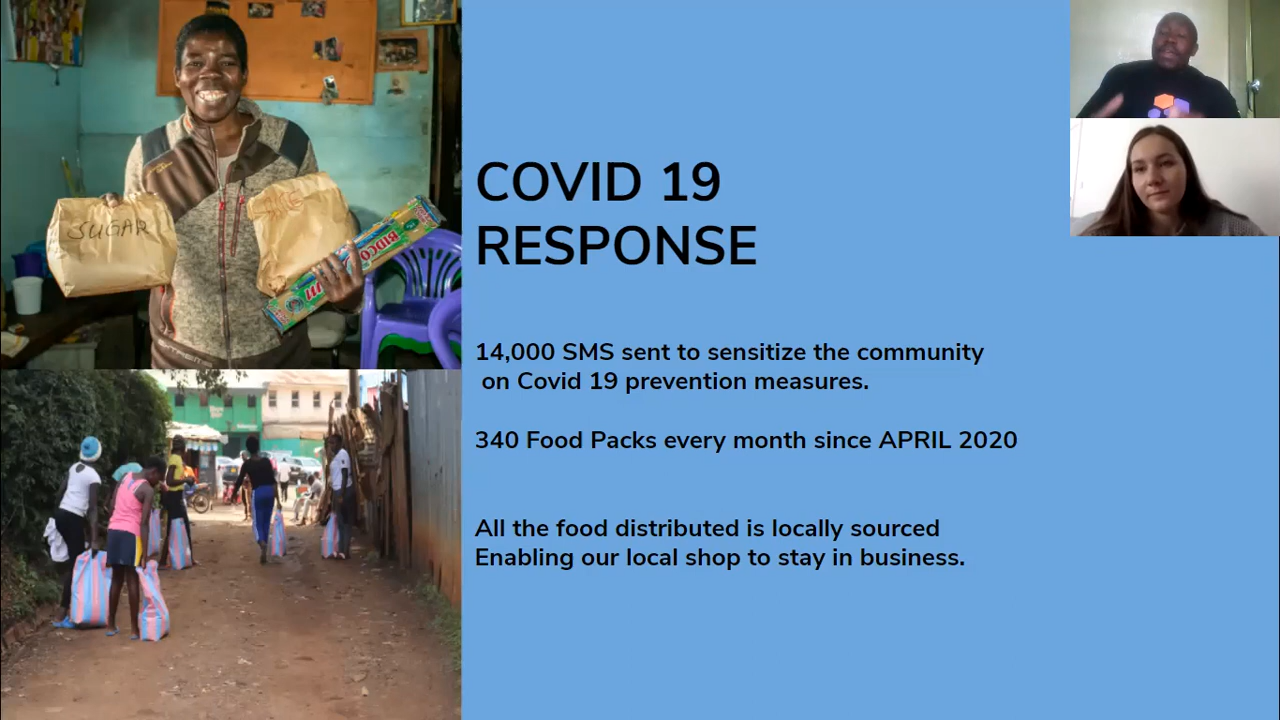 SUGAR
COVID 19
RESPONSE
14,000 SMS sent to sensitize the community
on Covid 19 prevention measures.
340 Food Packs every month since APRIL 2020
All the food distributed is locally sourced
Enabling our local shop to stay in business.